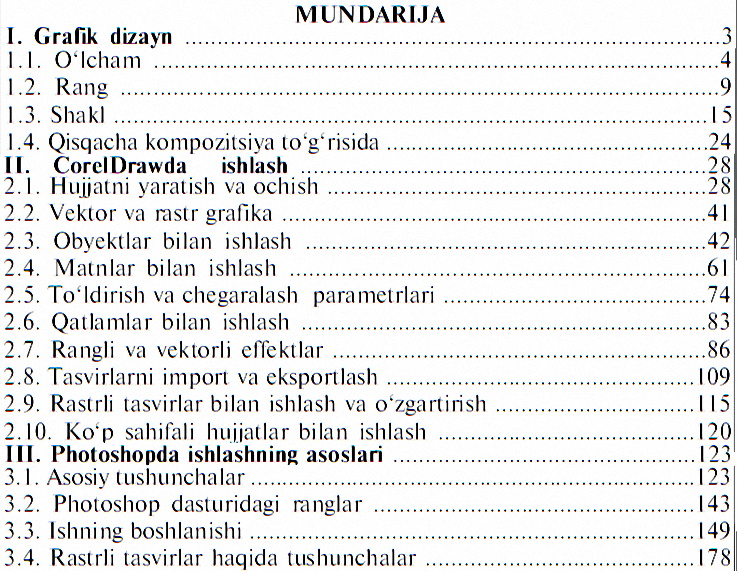 MUNDARIJA
I. Grafik dizayn ........................................ 3
1.1. O‘lcham ........................................ 4
1.2. Rang ........................................ 9
1.3. Shakl ........................................ 15
1.4. Qisqacha kompozitsiya to‘g‘risida ........................................ 24
II. CorelDrawda ishlash ........................................ 28
2.1. Hujjatni yaratish va ochish ........................................ 28
2.2. Vektor va rastr grafika ........................................ 41
2.3. Obyektlar bilan ishlash ........................................ 42
2.4. Matnlar bilan ishlash ........................................ 61
2.5. To‘ldirish va chegaralash parametrlari ........................................ 74
2.6. Qatlamlar bilan ishlash ........................................ 83
2.7. Rangli va vektorli effektlar ........................................ 86
2.8. Tasvirlarni import va eksportlash ........................................ 109
2.9. Rastrli tasvirlar bilan ishlash va o‘zgartirish ........................................ 115
2.10. Ko‘p sahifali hujjatlar bilan ishlash ........................................ 120
III. Photoshopda ishlashning asoslari ........................................ 123
3.1. Asosiy tushunchalar ........................................ 123
3.2. Photoshop dasturidagi ranglar ........................................ 143
3.3. Ishning boshlanishi ........................................ 149
3.4. Rastrli tasvirlar haqida tushunchalar ........................................ 178